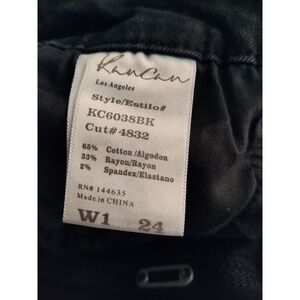 KanCan
Los Angeles
Style/Estilo#
KC6038BK
Cut#4832
65% Cotton/Algodon
33% Rayon/Rayon
2% Spandex/Elastano
RN# 144635
Made in CHINA
W1 24